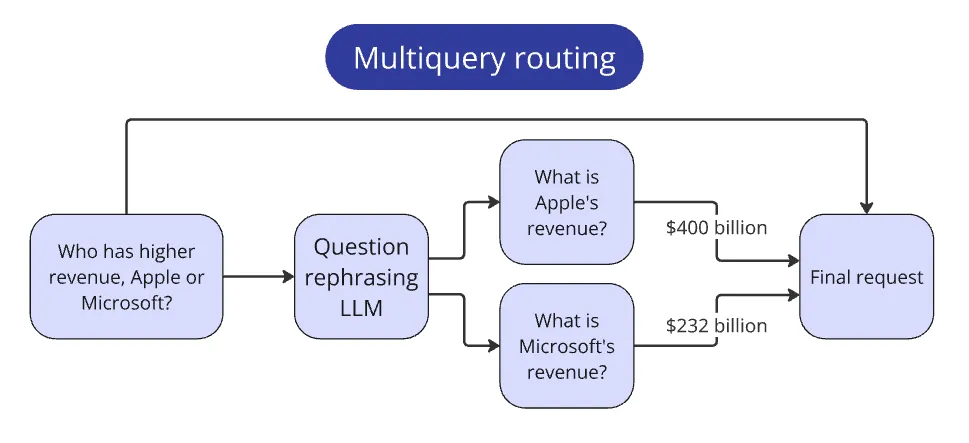 Multiquery routing
Who has higher
revenue, Apple or
Microsoft?
Question
rephrasing
LLM
What is
Apple's
revenue?
What is
Microsoft's
revenue?
$400 billion
$232 billion
Final request